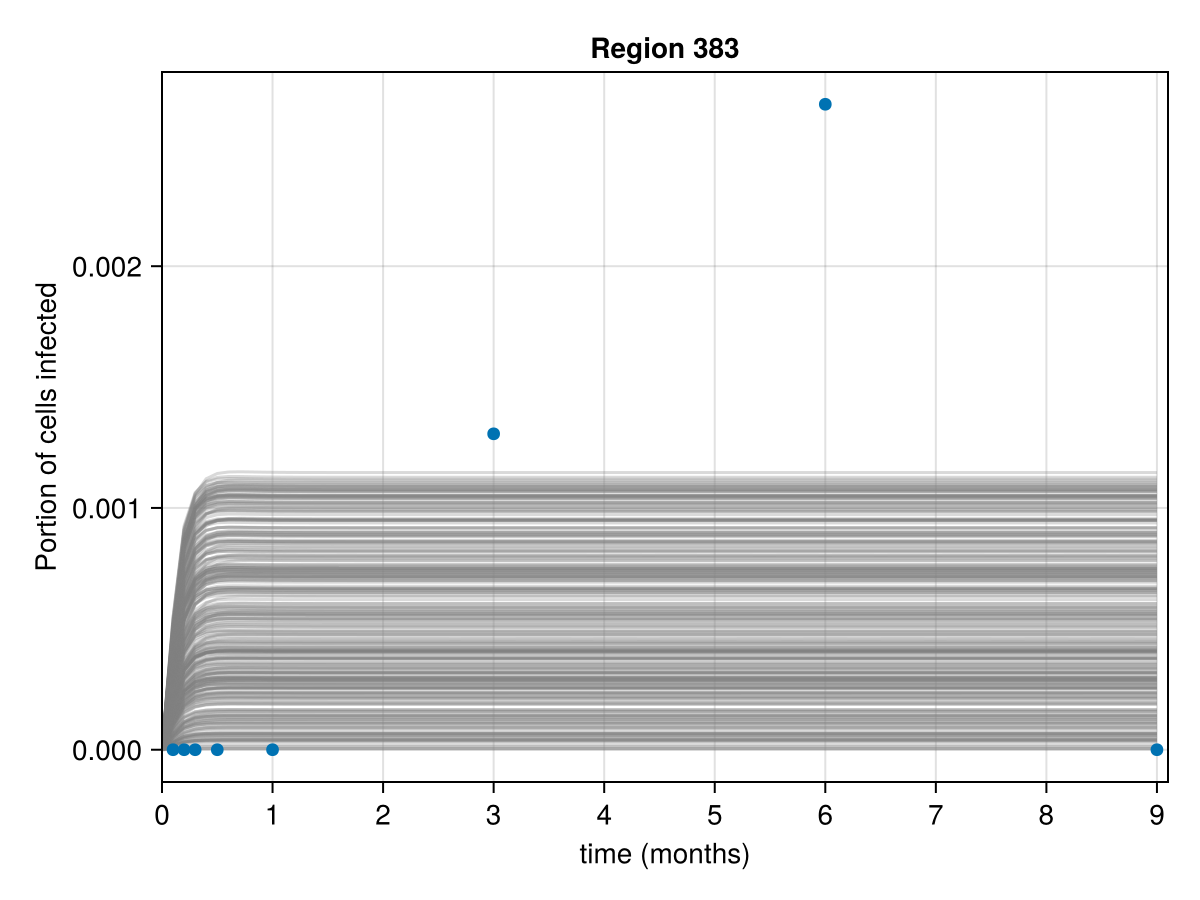 Region 383
Portion of cells infected
0.002
0.001
0.000
0 1 2 3 4 5 6 7 8 9
time (months)